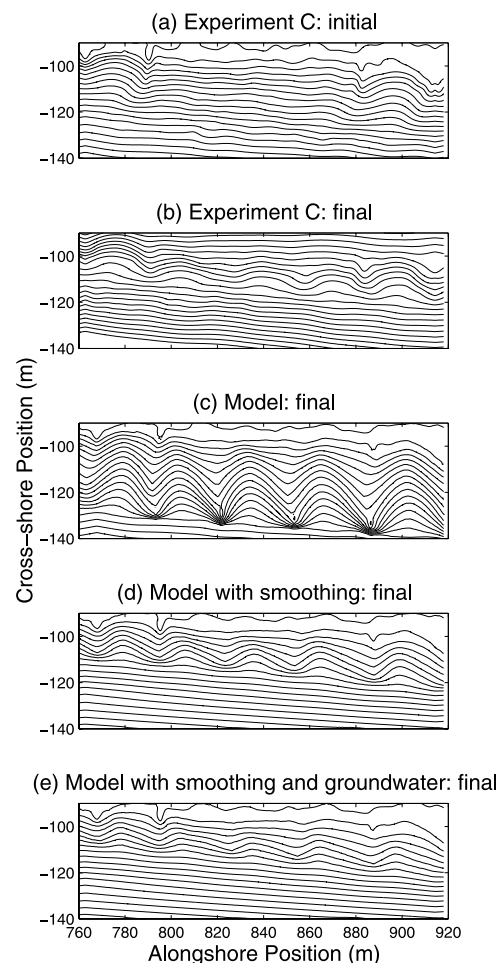 (a) Experiment C: initial
−100
−120
−140
(b) Experiment C: final
−100
−120
−140
Cross−shore Position (m)
(c) Model: final
−100
−120
−140
(d) Model with smoothing: final
−100
−120
−140
(e) Model with smoothing and groundwater: final
−100
−120
−140
760 780 800 820 840 860 880 900 920
Alongshore Position (m)